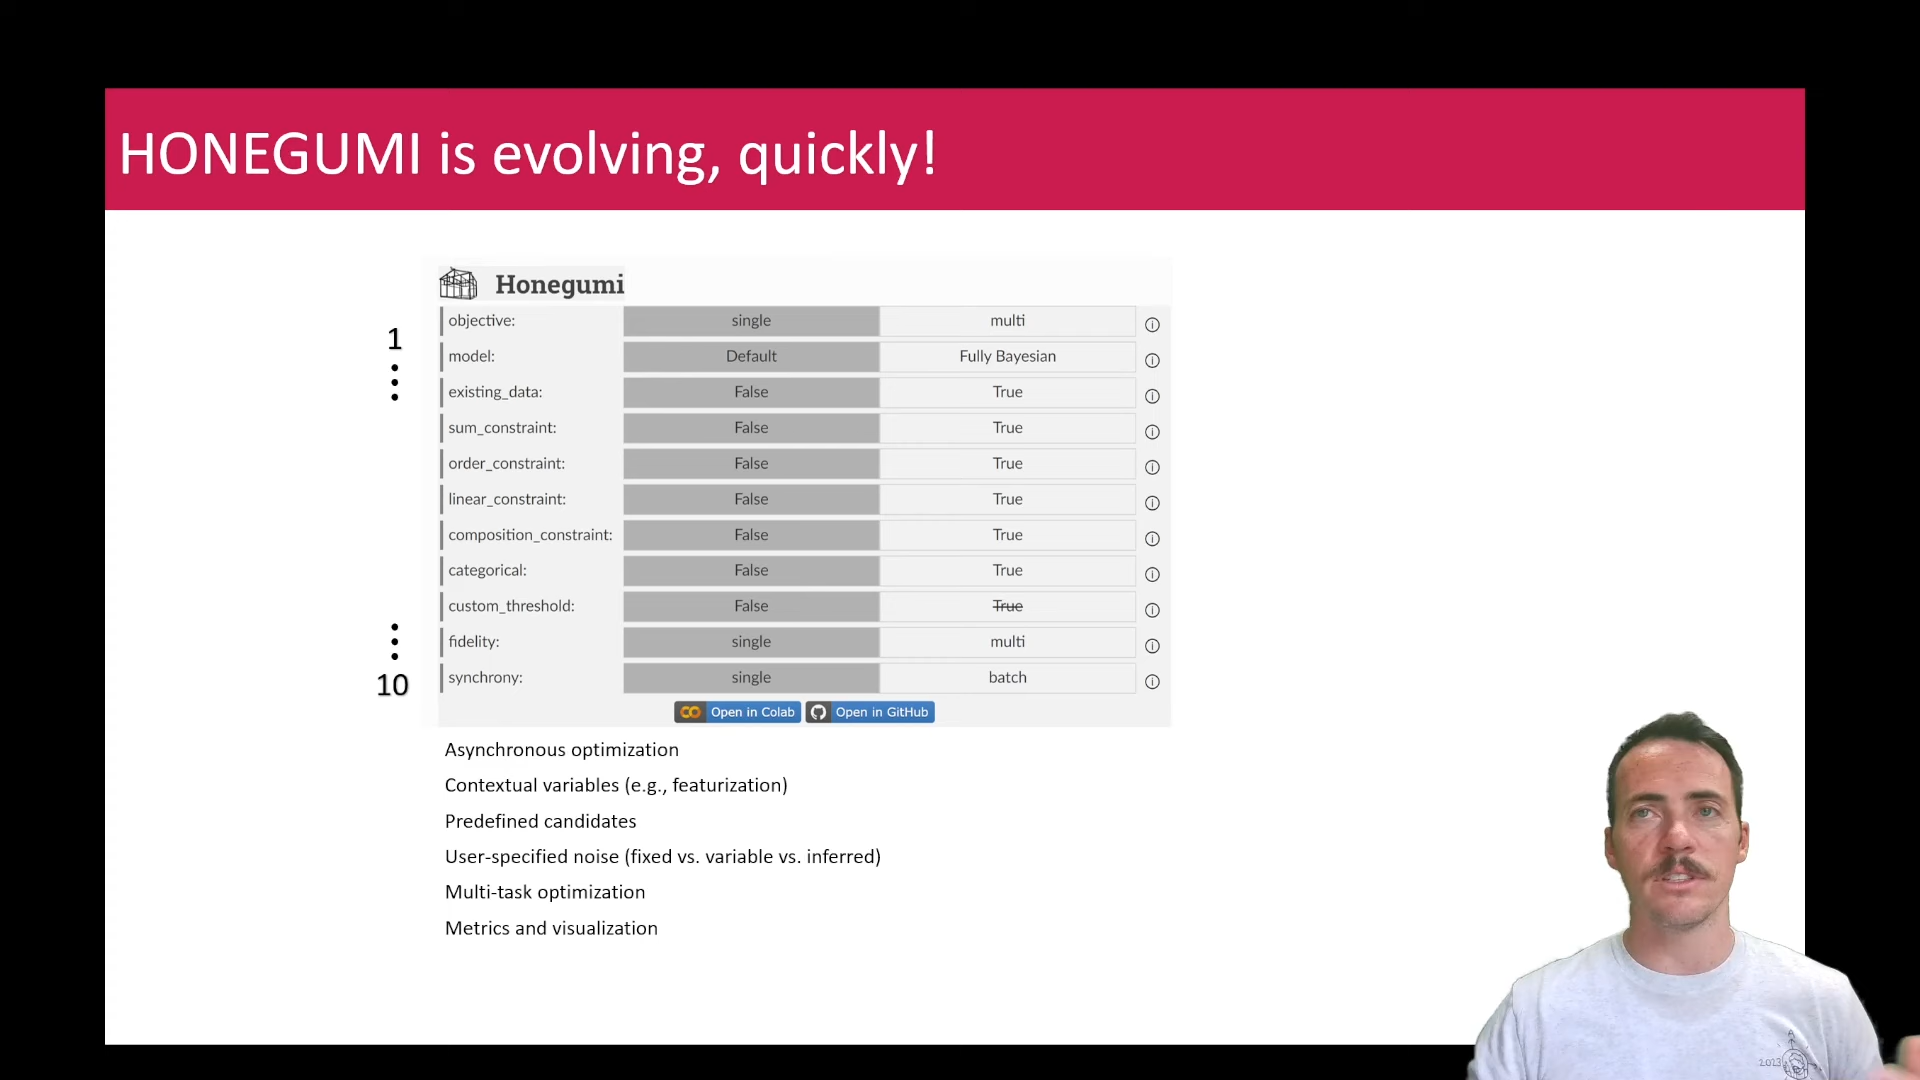 HONEGUMI is evolving, quickly!
Honegumi
1
10
objective: single multi
model: Default Fully Bayesian
existing_data: False True
sum_constraint: False True
order_constraint: False True
linear_constraint: False True
composition_constraint: False True
categorical: False True
custom_threshold: False True
fidelity: single multi
synchrony: single batch
Open in Colab Open in GitHub
Asynchronous optimization
Contextual variables (e.g., featurization)
Predefined candidates
User-specified noise (fixed vs. variable vs. inferred)
Multi-task optimization
Metrics and visualization
2023